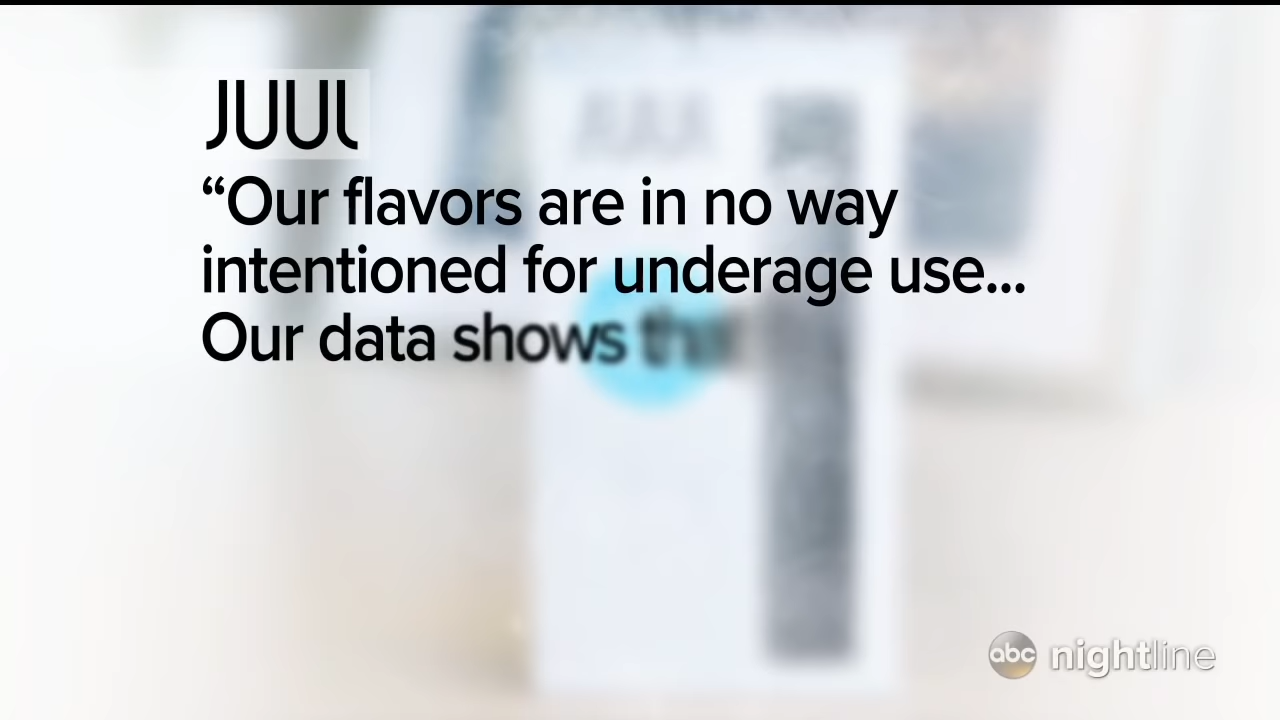 JUUL
“Our flavors are in no way
intentioned for underage use...
Our data shows
abc nightline